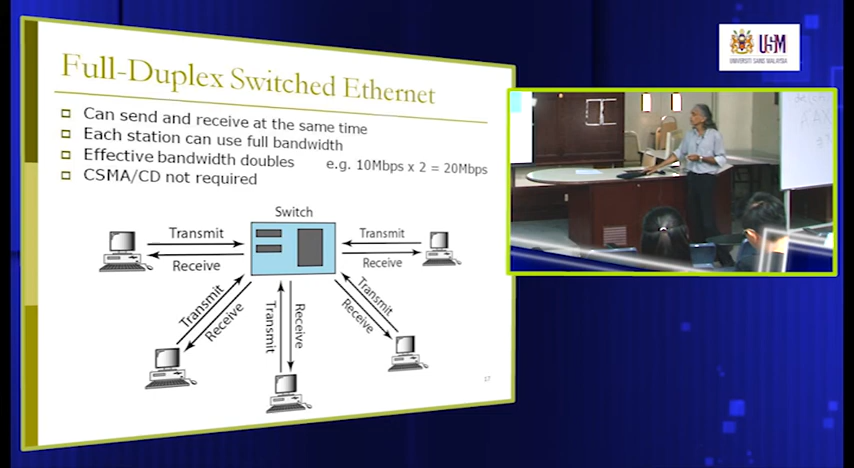 Full-Duplex Switched Ethernet
Can send and receive at the same time
Each station can use full bandwidth
Effective bandwidth doubles e.g. 10Mbps x 2 = 20Mbps
CSMA/CD not required
Switch
Transmit
Receive
Transmit
Receive
Transmit
Receive
Transmit
Receive
Transmit
Receive
17
USM
UNIVERSITI SAINS MALAYSIA